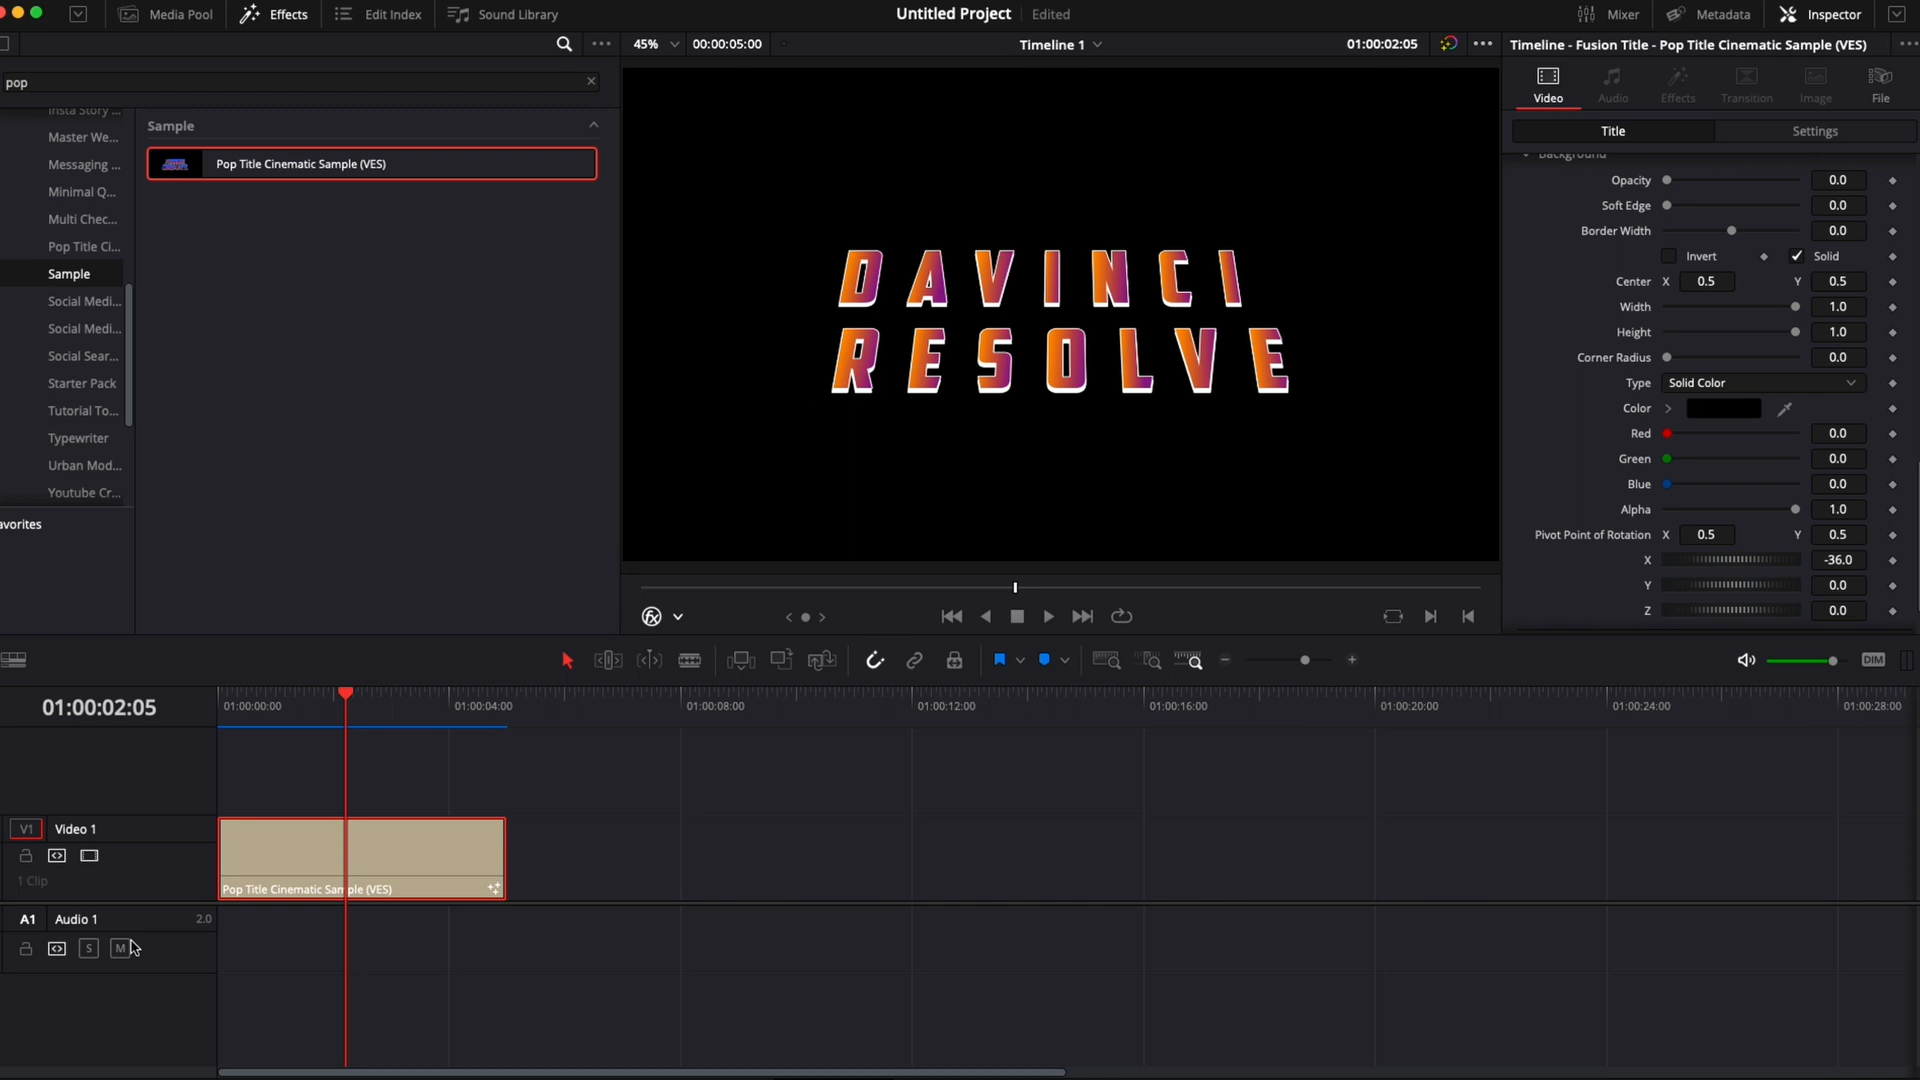 Media Pool Effects Edit Index Sound Library Untitled Project Edited Mixer Metadata Inspector
45% 00:00:05:00 Timeline 1 01:00:02:05 Timeline - Fusion Title - Pop Title Cinematic Sample (VES)
pop
Insta Story ...
Master We...
Messaging ...
Minimal Q...
Multi Chec...
Pop Title Ci...
Sample
Social Medi...
Social Medi...
Social Sear...
Starter Pack
Tutorial To...
Typewriter
Urban Mod...
Youtube Cr...
avorites
Sample
Pop Title Cinematic Sample (VES)
DAVINCI
RESOLVE
Video Audio Effects Transition Image File
Title Settings
Background
Opacity 0.0
Soft Edge 0.0
Border Width 0.0
Invert Solid
Center X 0.5 Y 0.5
Width 1.0
Height 1.0
Corner Radius 0.0
Type Solid Color
Color
Red 0.0
Green 0.0
Blue 0.0
Alpha 1.0
Pivot Point of Rotation X 0.5 Y 0.5
X -36.0
Y 0.0
Z 0.0
DIM
01:00:02:05 01:00:00:00 01:00:04:00 01:00:08:00 01:00:12:00 01:00:16:00 01:00:20:00 01:00:24:00 01:00:28:00
V1 Video 1
1 Clip
Pop Title Cinematic Sample (VES)
A1 Audio 1 2.0
S M